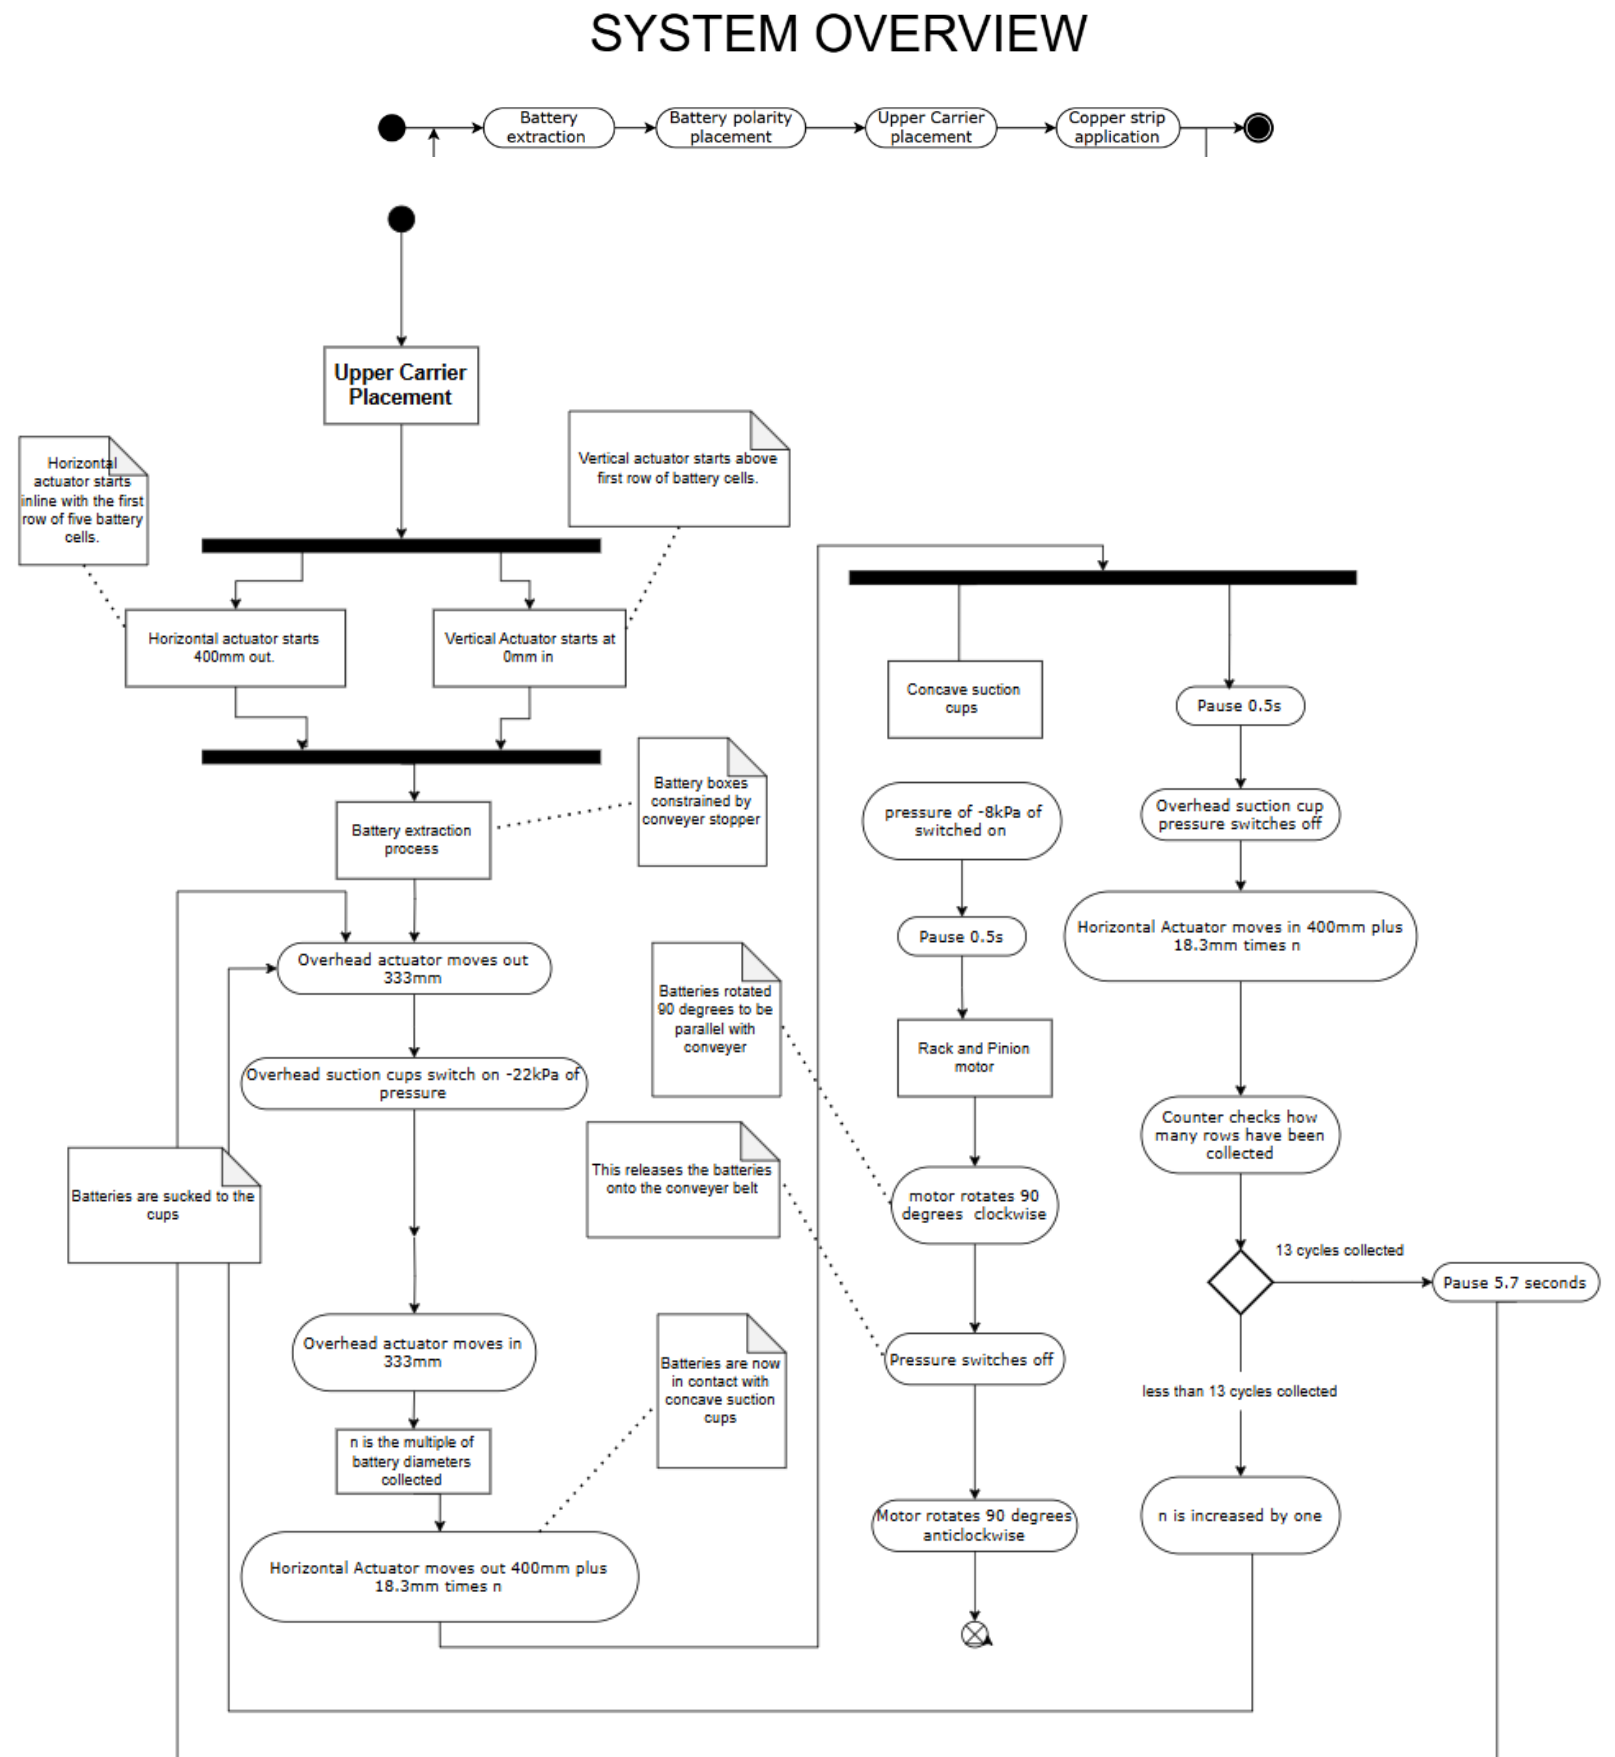 SYSTEM OVERVIEW
Battery
extraction
Battery polarity
placement
Upper Carrier
placement
Copper strip
application
Upper Carrier
Placement
Horizontal
actuator starts
inline with the first
row of five battery
cells.
Vertical actuator starts above
first row of battery cells.
Horizontal actuator starts
400mm out.
Vertical Actuator starts at
0mm in
Battery extraction
process
Battery boxes
constrained by
conveyer stopper
Overhead actuator moves out
333mm
Overhead suction cups switch on -22kPa of
pressure
Batteries are sucked to the
cups
Overhead actuator moves in
333mm
n is the multiple of
battery diameters
collected
Batteries are now
in contact with
concave suction
cups
Horizontal Actuator moves out 400mm plus
18.3mm times n
Concave suction
cups
pressure of -8kPa of
switched on
Pause 0.5s
Rack and Pinion
motor
Batteries rotated
90 degrees to be
parallel with
conveyer
motor rotates 90
degrees clockwise
This releases the batteries
onto the conveyer belt
Pressure switches off
Motor rotates 90 degrees
anticlockwise
Pause 0.5s
Overhead suction cup
pressure switches off
Horizontal Actuator moves in 400mm plus
18.3mm times n
Counter checks how
many rows have been
collected
13 cycles collected
Pause 5.7 seconds
less than 13 cycles collected
n is increased by one